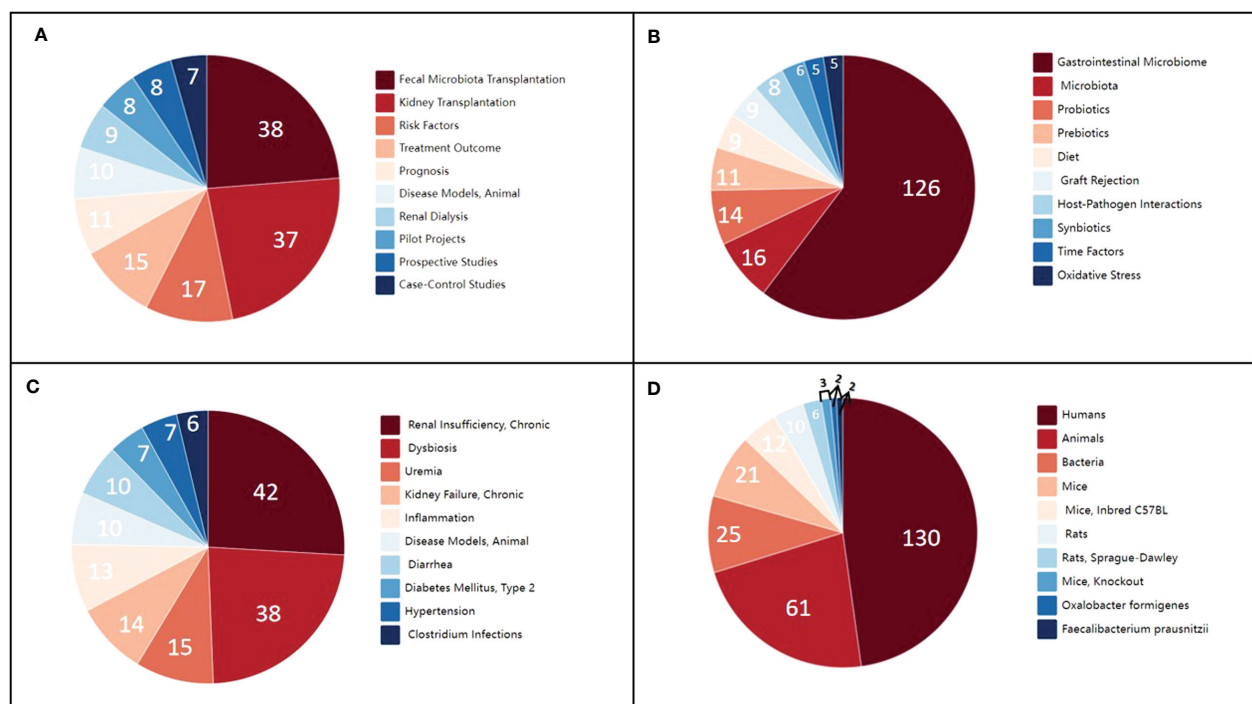 A
38
37
17
15
11
10
9
8
8
7
Fecal Microbiota Transplantation
Kidney Transplantation
Risk Factors
Treatment Outcome
Prognosis
Disease Models, Animal
Renal Dialysis
Pilot Projects
Prospective Studies
Case-Control Studies
B
126
16
14
11
9
9
8
6
5
5
Gastrointestinal Microbiome
Microbiota
Probiotics
Prebiotics
Diet
Graft Rejection
Host-Pathogen Interactions
Synbiotics
Time Factors
Oxidative Stress
C
42
38
15
14
13
10
10
7
7
6
Renal Insufficiency, Chronic
Dysbiosis
Uremia
Kidney Failure, Chronic
Inflammation
Disease Models, Animal
Diarrhea
Diabetes Mellitus, Type 2
Hypertension
Clostridium Infections
D
130
61
25
21
12
10
6
3
2
2
Humans
Animals
Bacteria
Mice
Mice, Inbred C57BL
Rats
Rats, Sprague-Dawley
Mice, Knockout
Oxalobacter formigenes
Faecalibacterium prausnitzii